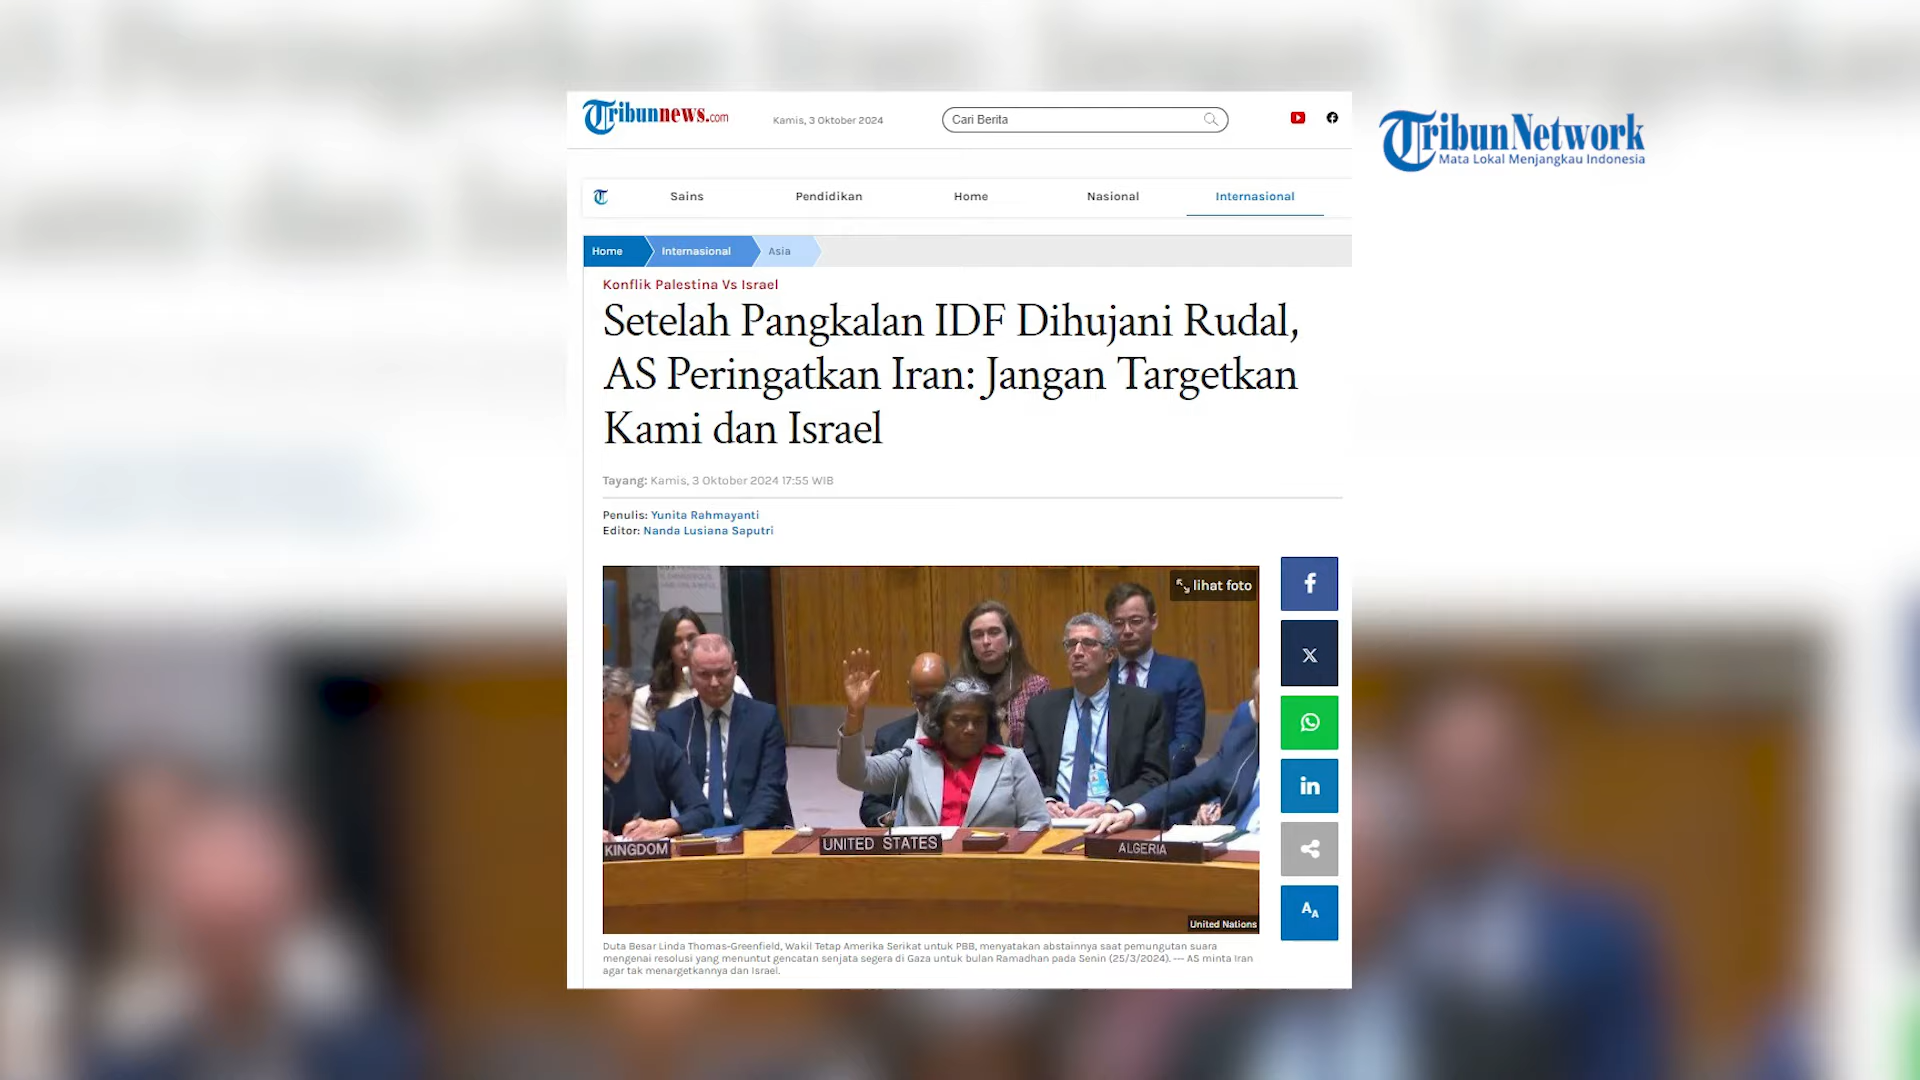 Tribunnews.com
Kamis, 3 Oktober 2024
Cari Berita
TribunNetwork
Mata Lokal Menjangkau Indonesia
Sains Pendidikan Home Nasional Internasional
Home Internasional Asia
Konflik Palestina Vs Israel
Setelah Pangkalan IDF Dihujani Rudal,
AS Peringatkan Iran: Jangan Targetkan
Kami dan Israel
Tayang: Kamis, 3 Oktober 2024 17:55 WIB
Penulis: Yunita Rahmayanti
Editor: Nanda Lusiana Saputri
lihat foto
KINGDOM
UNITED STATES
ALGERIA
United Nations
Duta Besar Linda Thomas-Greenfield, Wakil Tetap Amerika Serikat untuk PBB, menyatakan abstainnya saat pemungutan suara
mengenai resolusi yang menuntut gencatan senjata segera di Gaza untuk bulan Ramadhan pada Senin (25/3/2024). --- AS minta Iran
agar tak menargetkannya dan Israel.